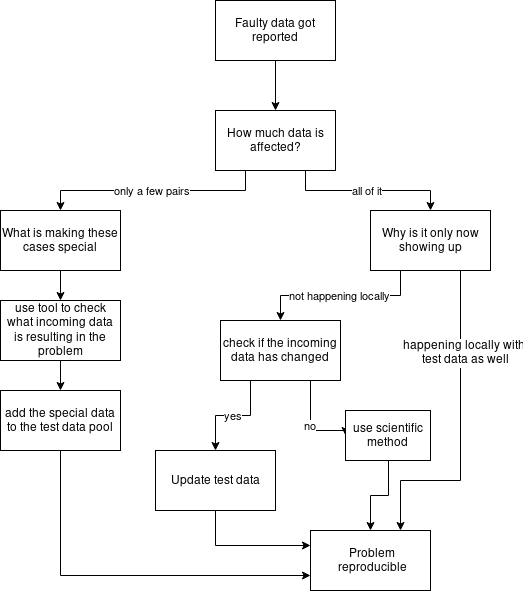 Faulty data got
reported
How much data is
affected?
only a few pairs
all of it
What is making these
cases special
Why is it only now
showing up
not happening locally
use tool to check
what incoming data
is resulting in the
problem
check if the incoming
data has changed
happening locally with
test data as well
add the special data
to the test data pool
yes
no
use scientific
method
Update test data
Problem
reproducible